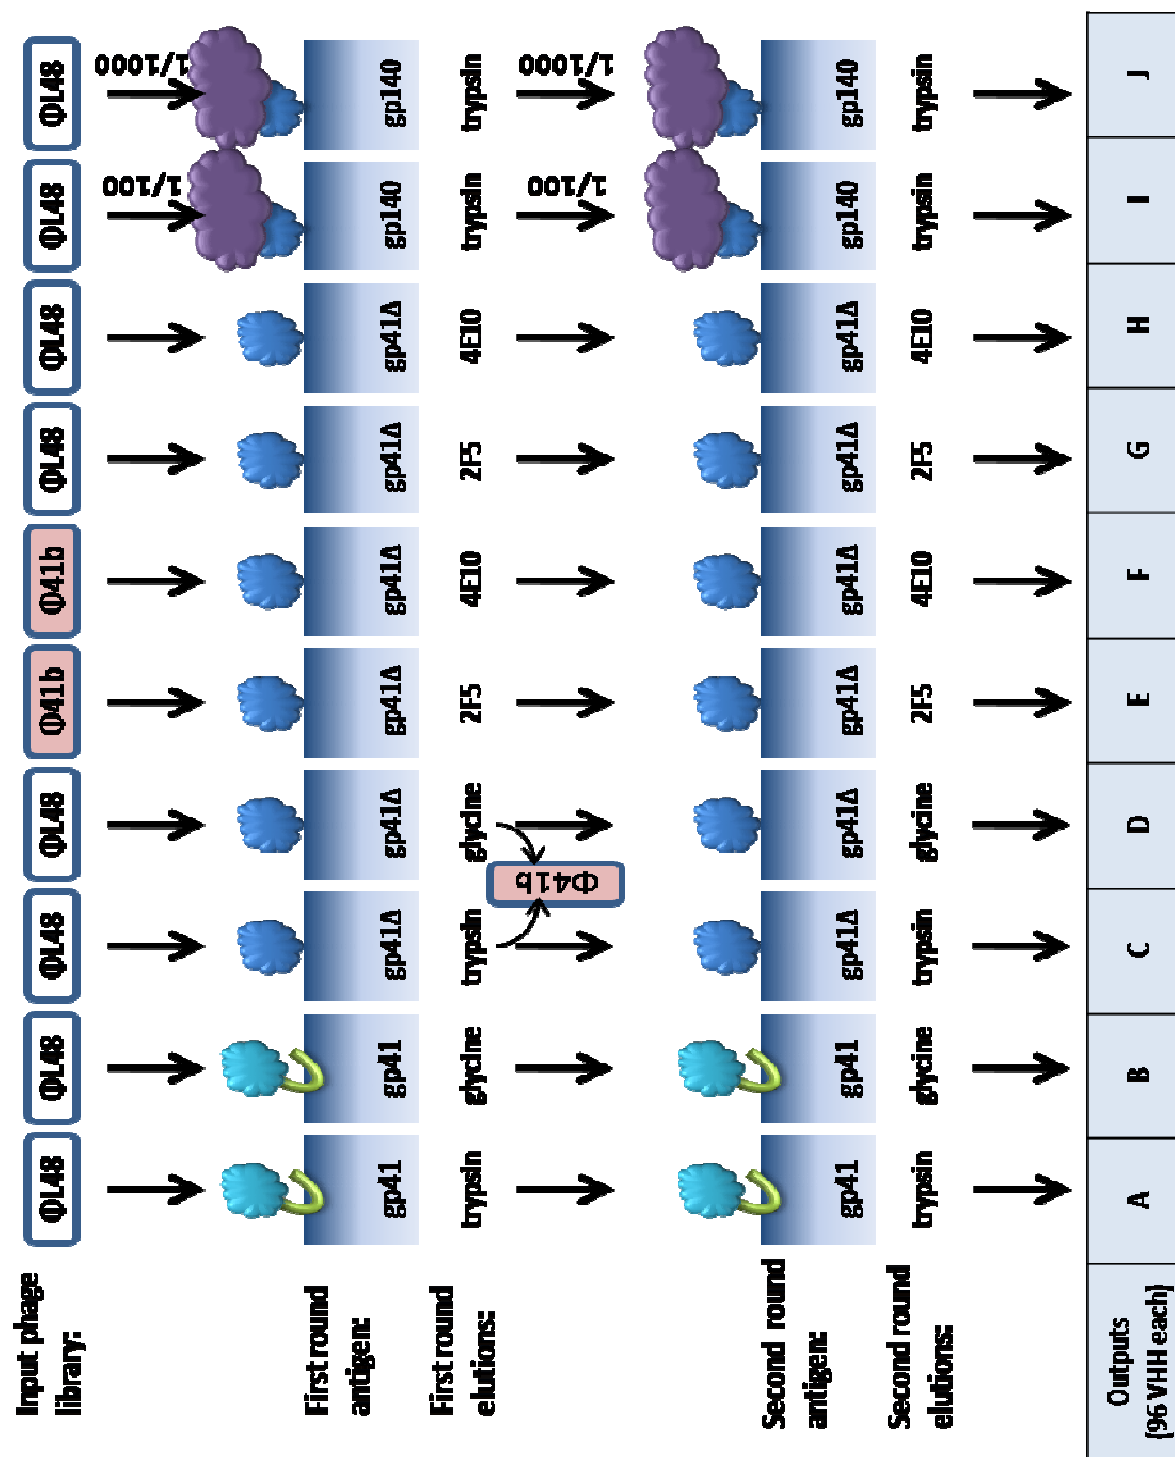 Input phage
library:
ΦL48
ΦL48
ΦL48
ΦL48
Φ41b
Φ41b
ΦL48
ΦL48
ΦL48
ΦL48
1/100
1/1000
First round
antigen:
gp41
gp41
gp41Δ
gp41Δ
gp41Δ
gp41Δ
gp41Δ
gp41Δ
gp140
gp140
First round
elutions:
trypsin
glycine
trypsin
glycine
2F5
4E10
2F5
4E10
trypsin
trypsin
Φ41b
1/100
1/1000
Second round
antigen:
gp41
gp41
gp41Δ
gp41Δ
gp41Δ
gp41Δ
gp41Δ
gp41Δ
gp140
gp140
Second round
elutions:
trypsin
glycine
trypsin
glycine
2F5
4E10
2F5
4E10
trypsin
trypsin
Outputs
(96 VHH each)
A
B
C
D
E
F
G
H
I
J